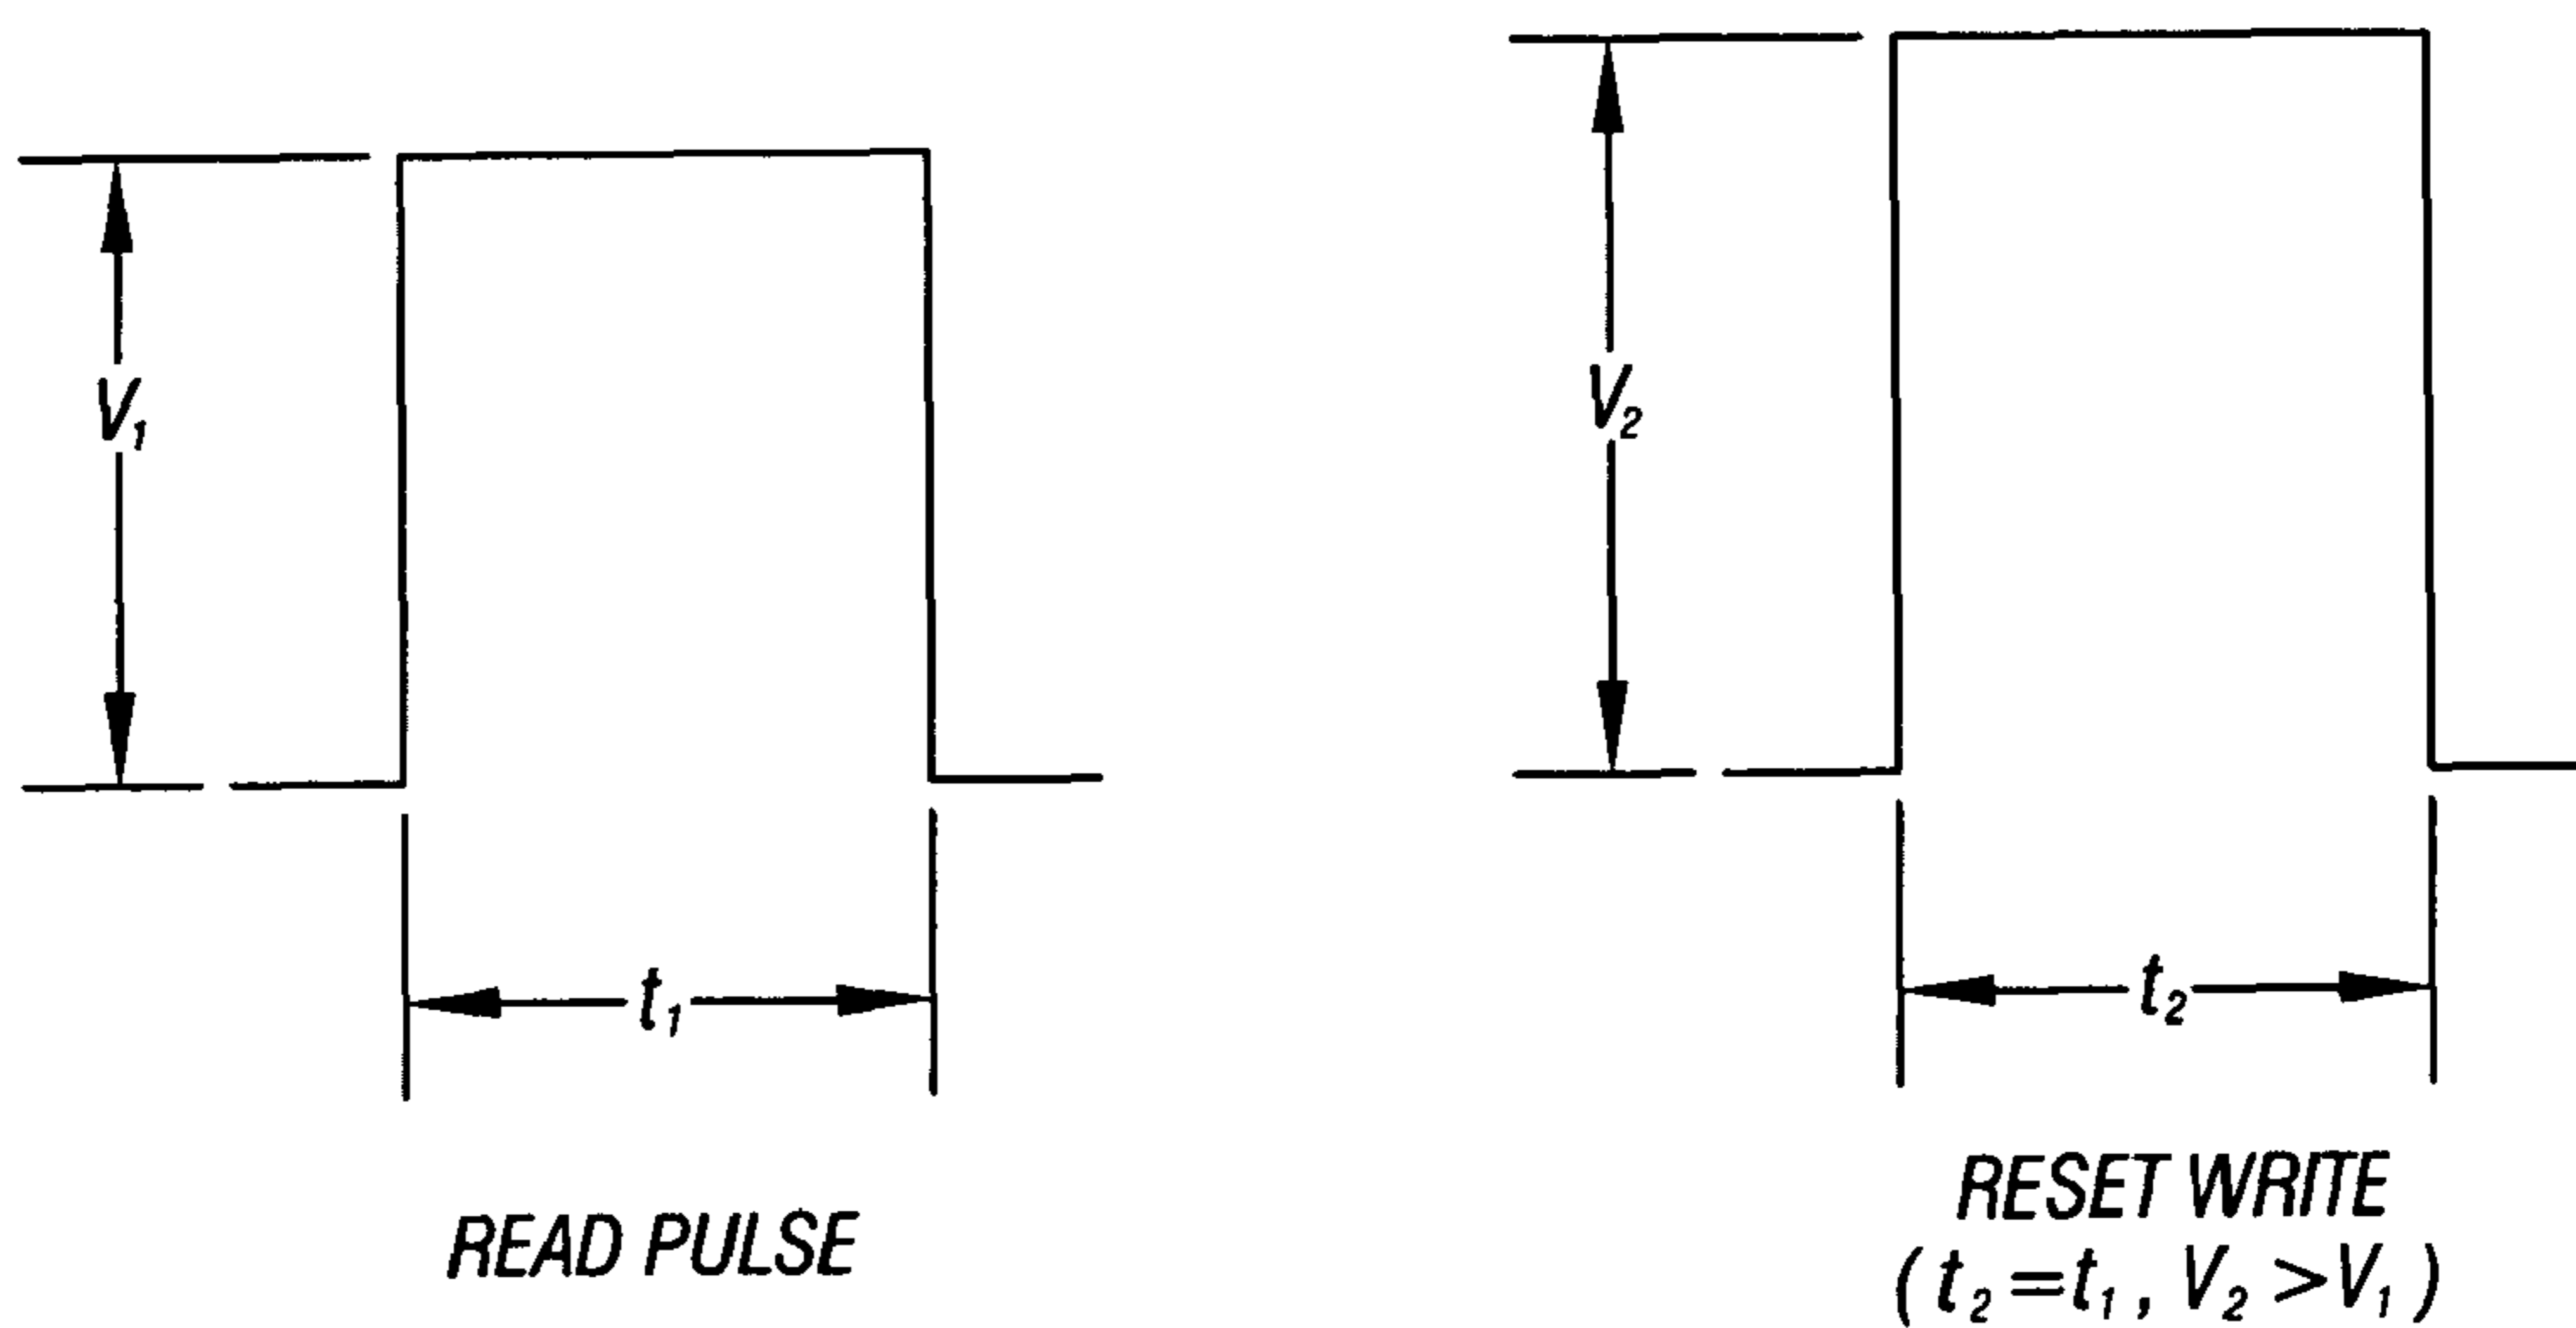 V₁
t₁
READ PULSE
V₂
t₂
RESET WRITE
(t₂=t₁, V₂>V₁)